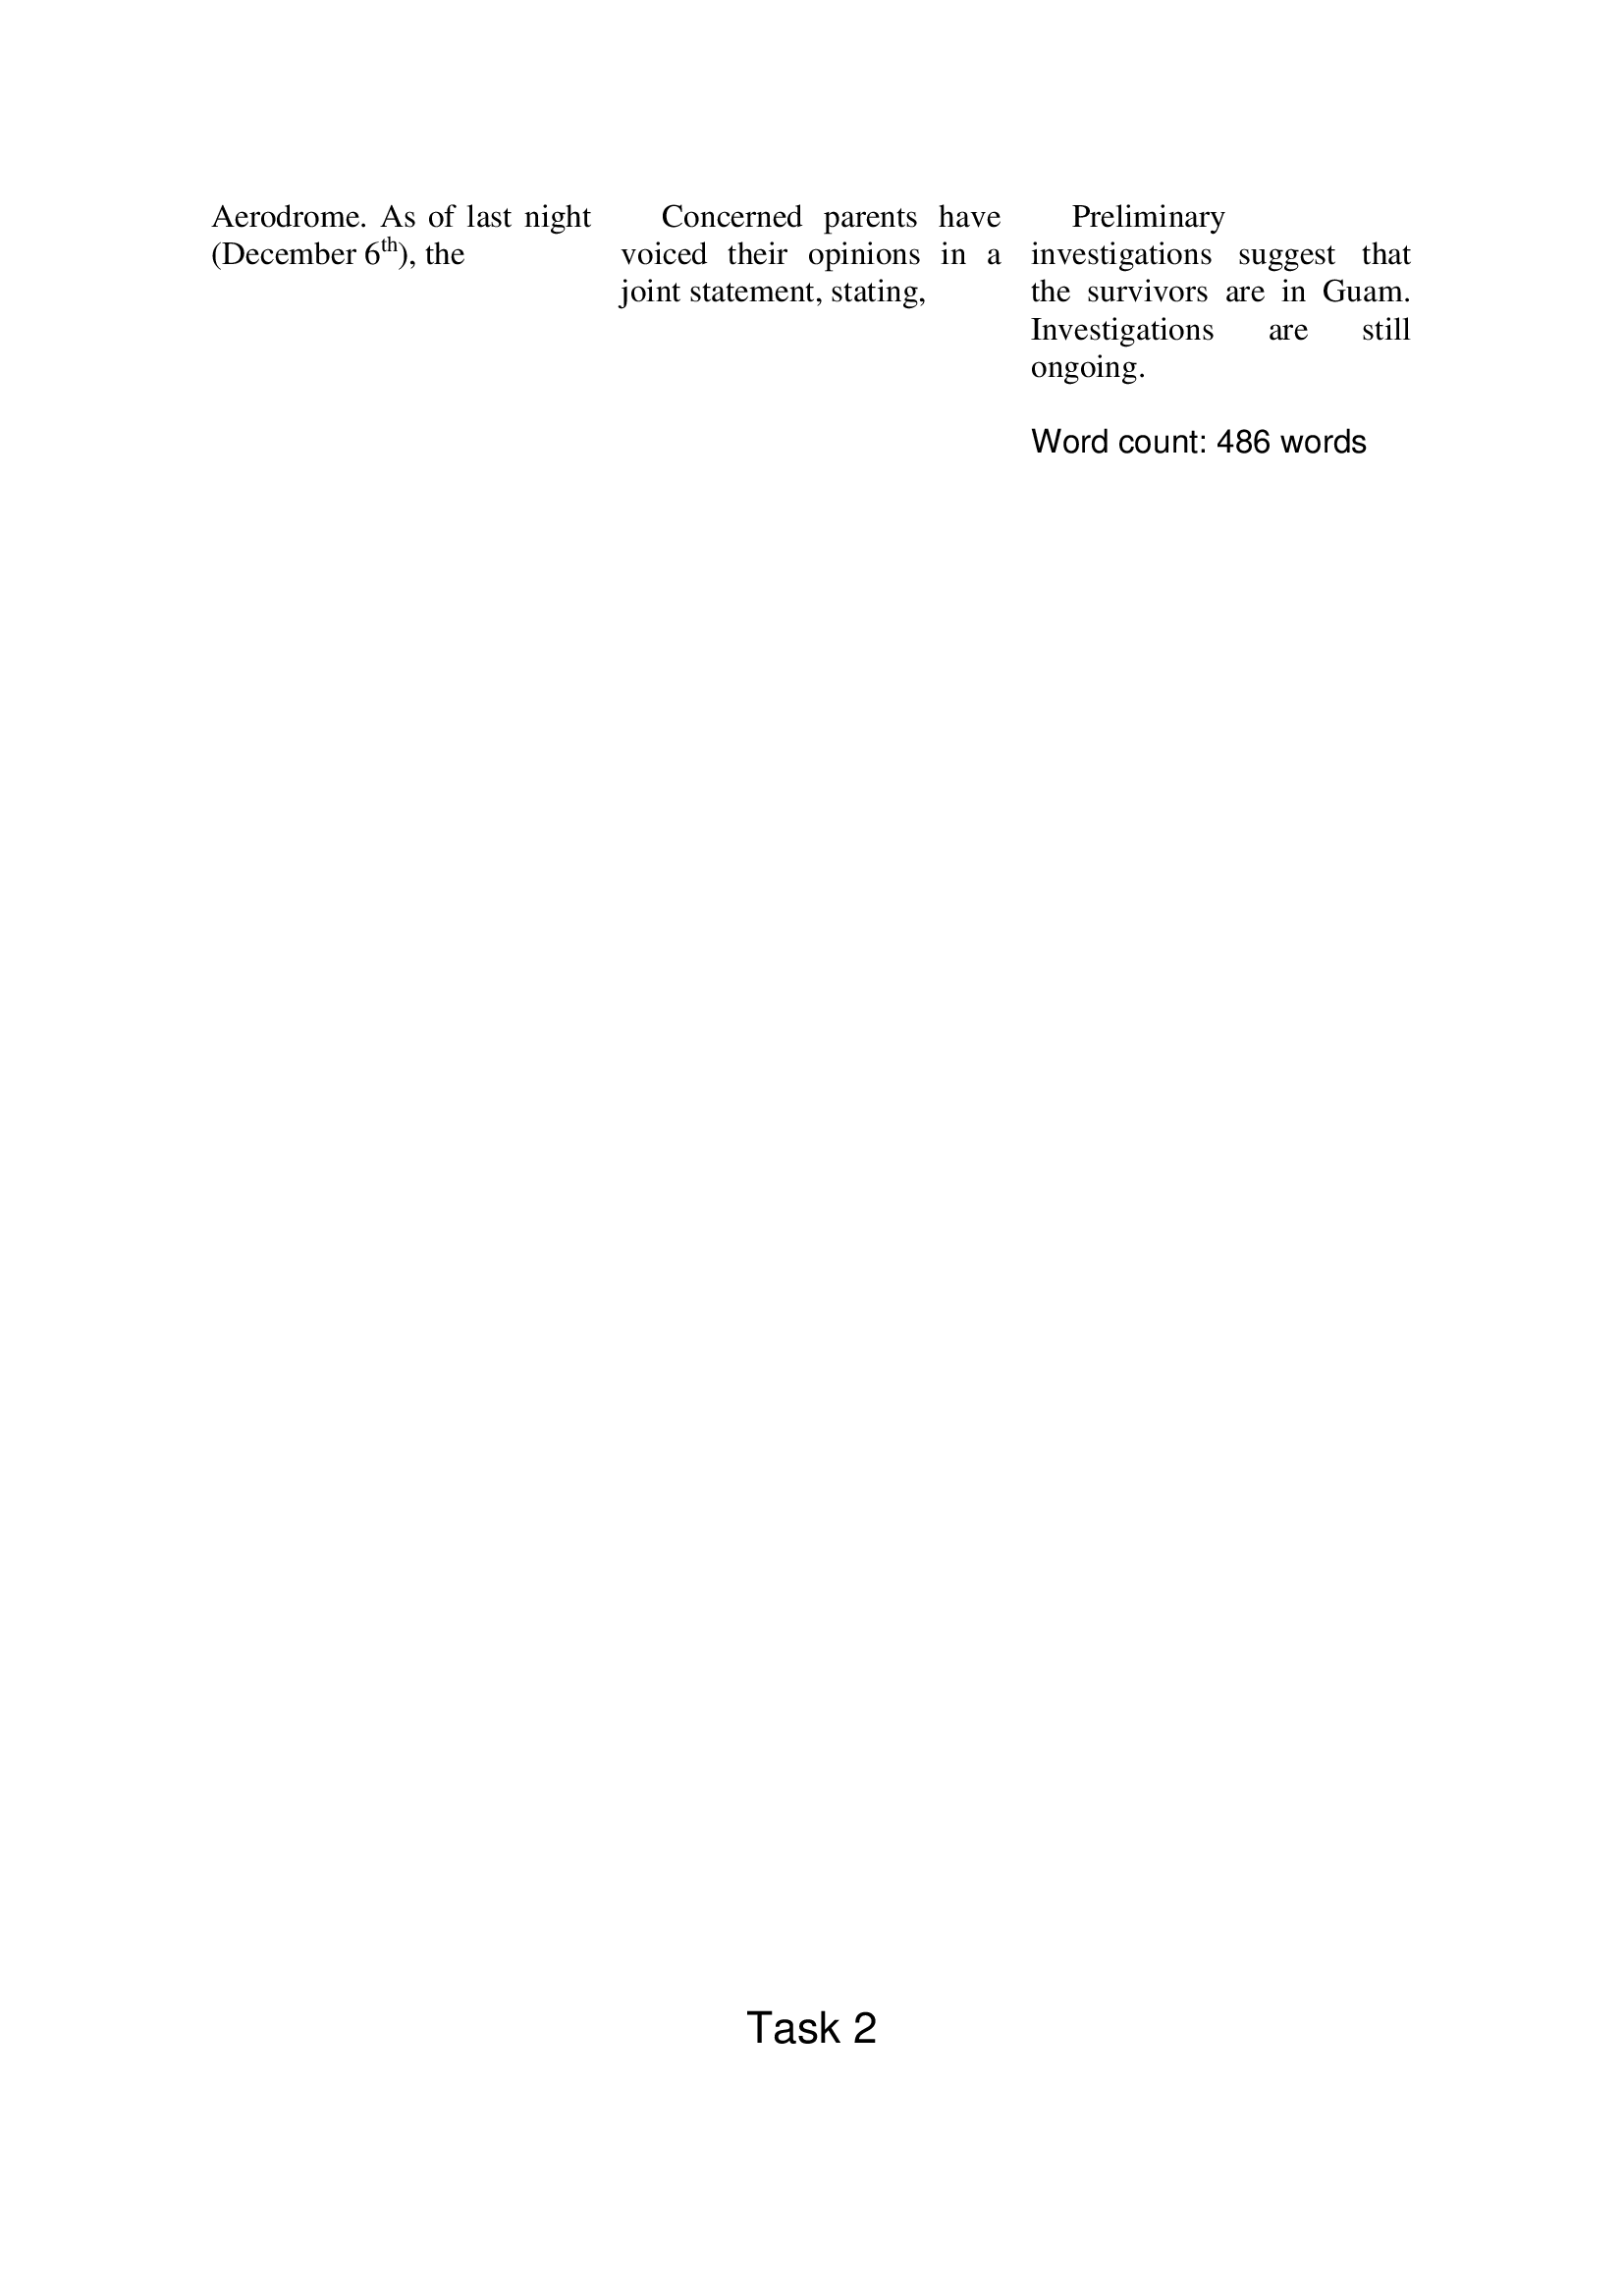 Aerodrome. As of last night
(December 6th), the
Concerned parents have
voiced their opinions in a
joint statement, stating,
Preliminary
investigations suggest that
the survivors are in Guam.
Investigations are still
ongoing.
Word count: 486 words
Task 2